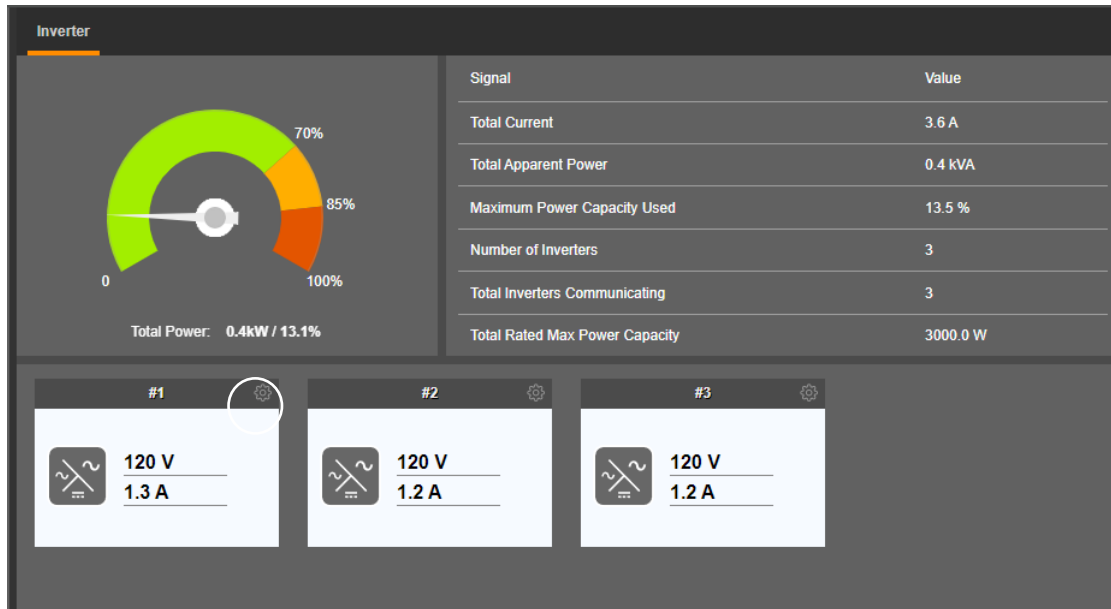 Inverter
70%
85%
0
100%
Total Power: 0.4kW / 13.1%
Signal Value
Total Current 3.6 A
Total Apparent Power 0.4 kVA
Maximum Power Capacity Used 13.5 %
Number of Inverters 3
Total Inverters Communicating 3
Total Rated Max Power Capacity 3000.0 W
#1
120 V
1.3 A
#2
120 V
1.2 A
#3
120 V
1.2 A